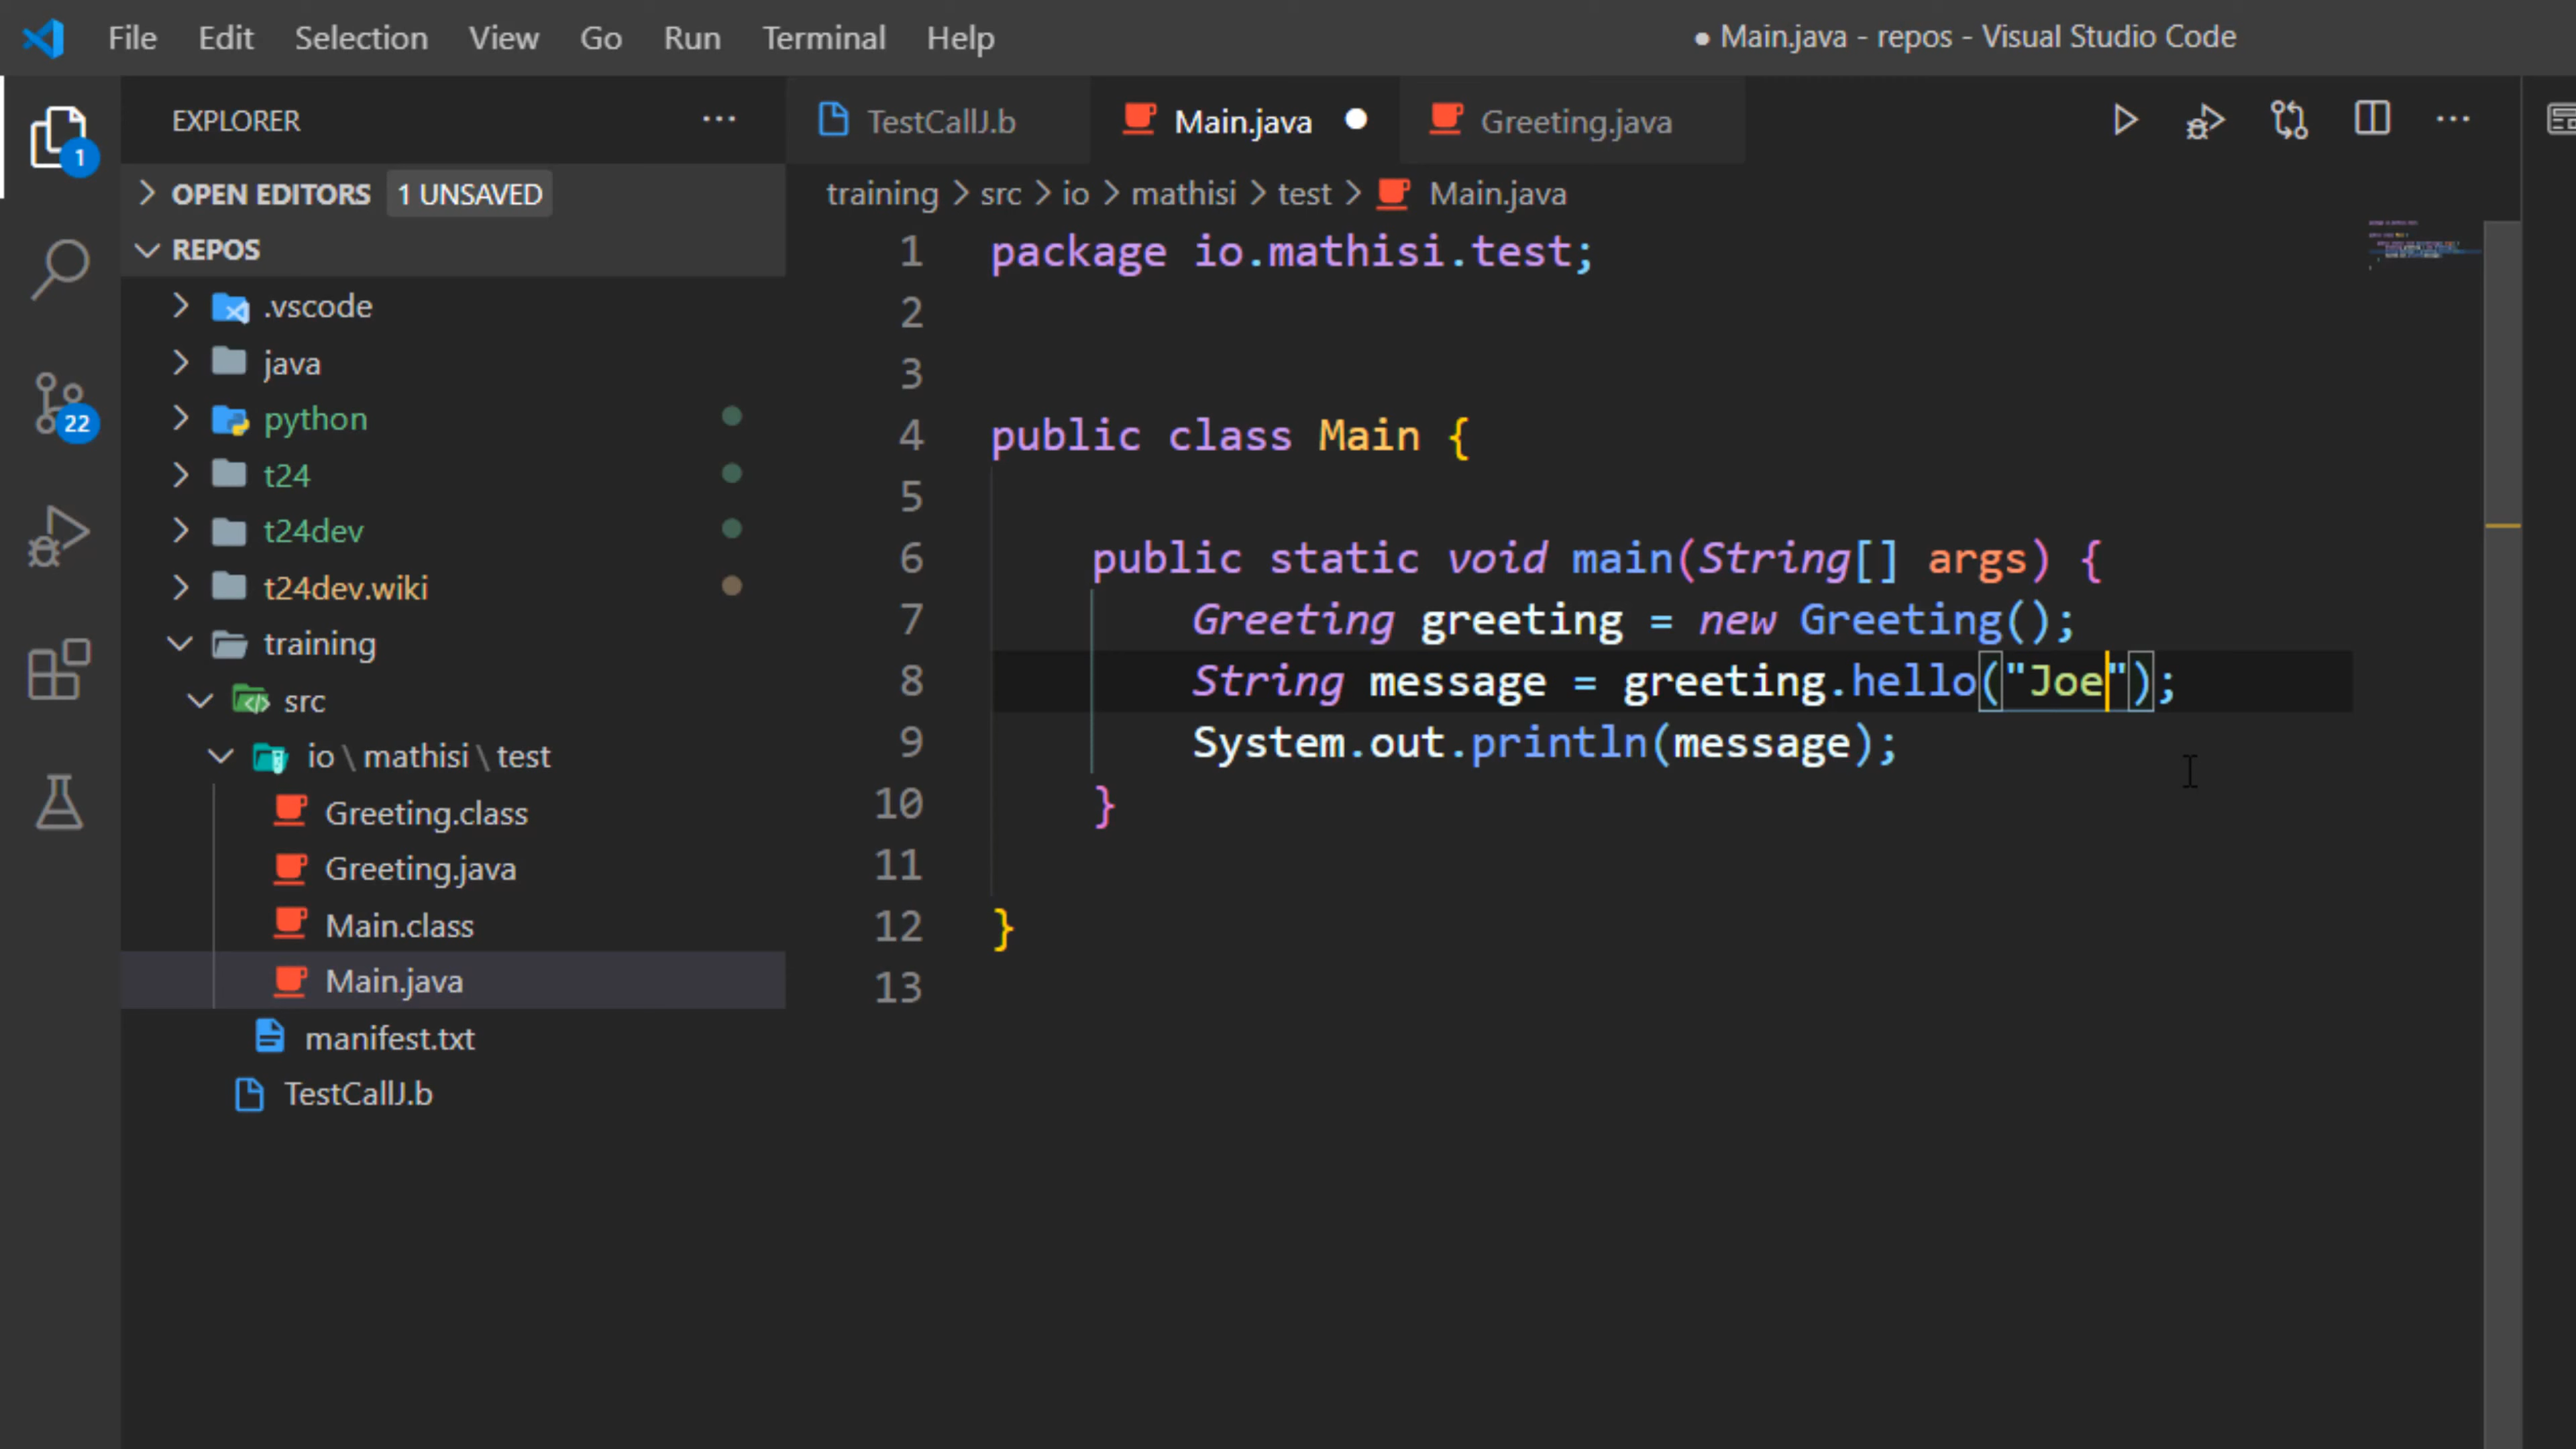 File Edit Selection View Go Run Terminal Help
● Main.java - repos - Visual Studio Code
EXPLORER
1
OPEN EDITORS 1 UNSAVED
REPOS
.vscode
java
python
22
t24
t24dev
t24dev.wiki
training
src
io \ mathisi \ test
Greeting.class
Greeting.java
Main.class
Main.java
manifest.txt
TestCallJ.b
TestCallJ.b Main.java Greeting.java
training > src > io > mathisi > test > Main.java
1 package io.mathisi.test;
2
3
4 public class Main {
5
6 public static void main(String[] args) {
7 Greeting greeting = new Greeting();
8 String message = greeting.hello("Joe");
9 System.out.println(message);
10 }
11
12 }
13